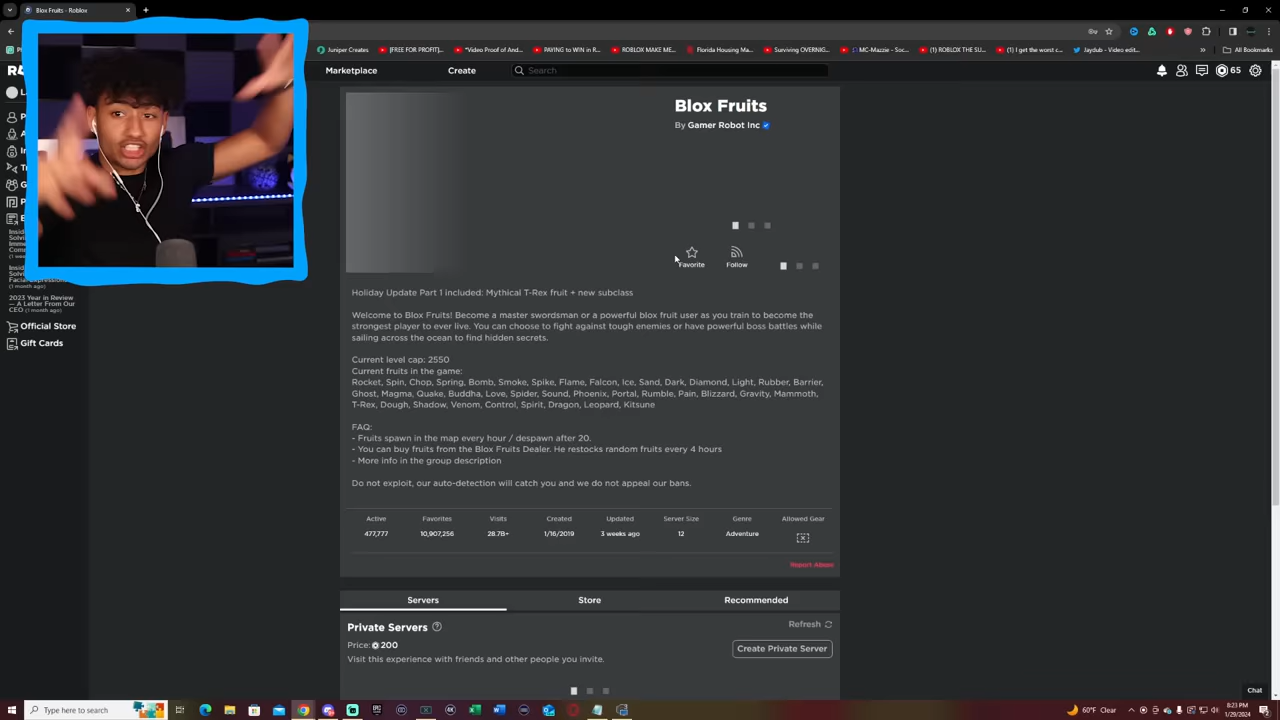 Blox Fruits - Roblox
Juniper Creates
[FREE FOR PROFIT]...
*Video Proof of And...
PAYING to WIN in R...
ROBLOX MAKE ME...
Florida Housing Ma...
Surviving OVERNIG...
MC-Mazzie - Soc...
(1) ROBLOX THE SU...
(1) I get the worst c...
Jaydub - Video edit...
All Bookmarks
Marketplace
Create
Search
65
Blox Fruits
By Gamer Robot Inc
Favorite
Follow
2023 Year in Review
— A Letter From Our
CEO (1 month ago)
Official Store
Gift Cards
Holiday Update Part 1 included: Mythical T-Rex fruit + new subclass
Welcome to Blox Fruits! Become a master swordsman or a powerful blox fruit user as you train to become the
strongest player to ever live. You can choose to fight against tough enemies or have powerful boss battles while
sailing across the ocean to find hidden secrets.
Current level cap: 2550
Current fruits in the game:
Rocket, Spin, Chop, Spring, Bomb, Smoke, Spike, Flame, Falcon, Ice, Sand, Dark, Diamond, Light, Rubber, Barrier,
Ghost, Magma, Quake, Buddha, Love, Spider, Sound, Phoenix, Portal, Rumble, Pain, Blizzard, Gravity, Mammoth,
T-Rex, Dough, Shadow, Venom, Control, Spirit, Dragon, Leopard, Kitsune
FAQ:
- Fruits spawn in the map every hour / despawn after 20.
- You can buy fruits from the Blox Fruits Dealer. He restocks random fruits every 4 hours
- More info in the group description
Do not exploit, our auto-detection will catch you and we do not appeal our bans.
Active Favorites Visits Created Updated Server Size Genre Allowed Gear
477,777 10,907,256 28.7B+ 1/16/2019 3 weeks ago 12 Adventure
Report Abuse
Servers Store Recommended
Private Servers
Refresh
Price: 200
Create Private Server
Visit this experience with friends and other people you invite.
Chat
Type here to search
60°F Clear
8:23 PM
1/29/2024